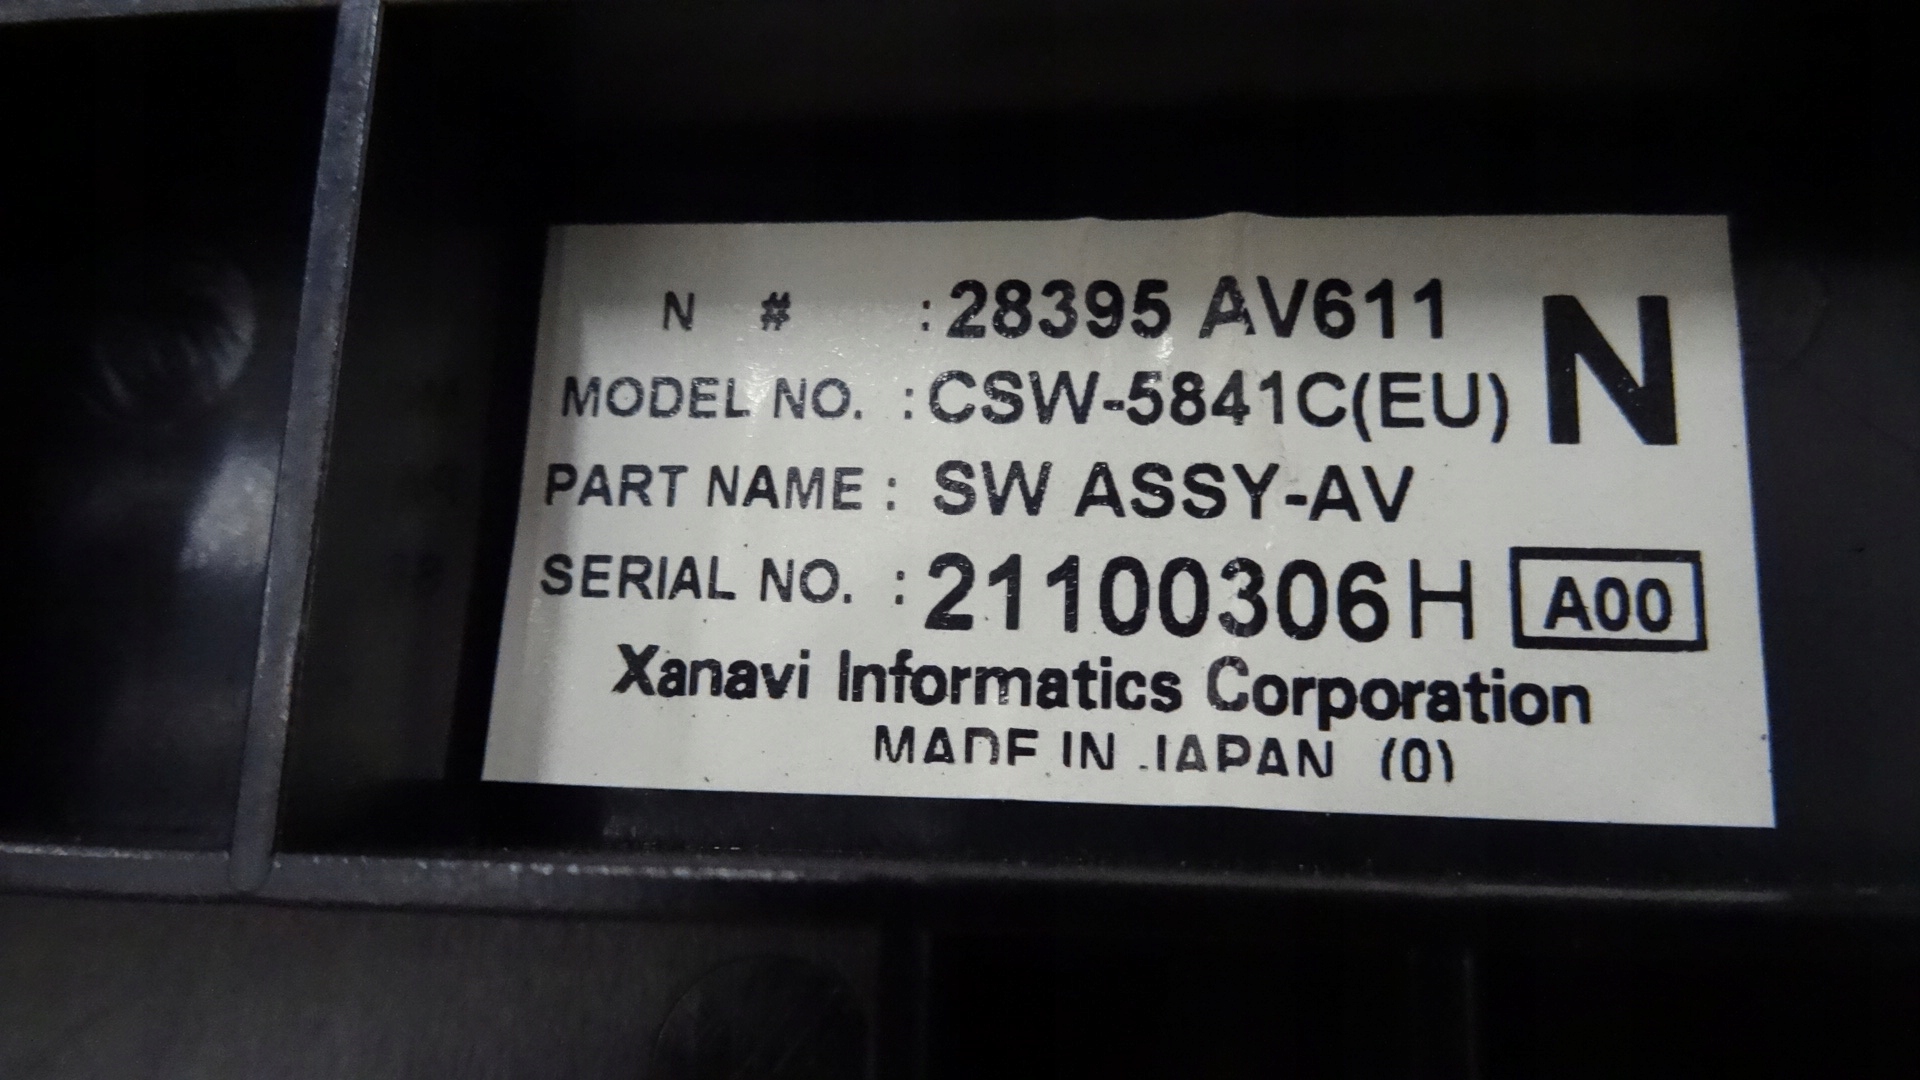 N # : 28395 AV611 N
MODEL NO. : CSW-5841C(EU)
PART NAME : SW ASSY-AV
SERIAL NO. : 21100306H A00
Xanavi Informatics Corporation
MADE IN JAPAN (0)